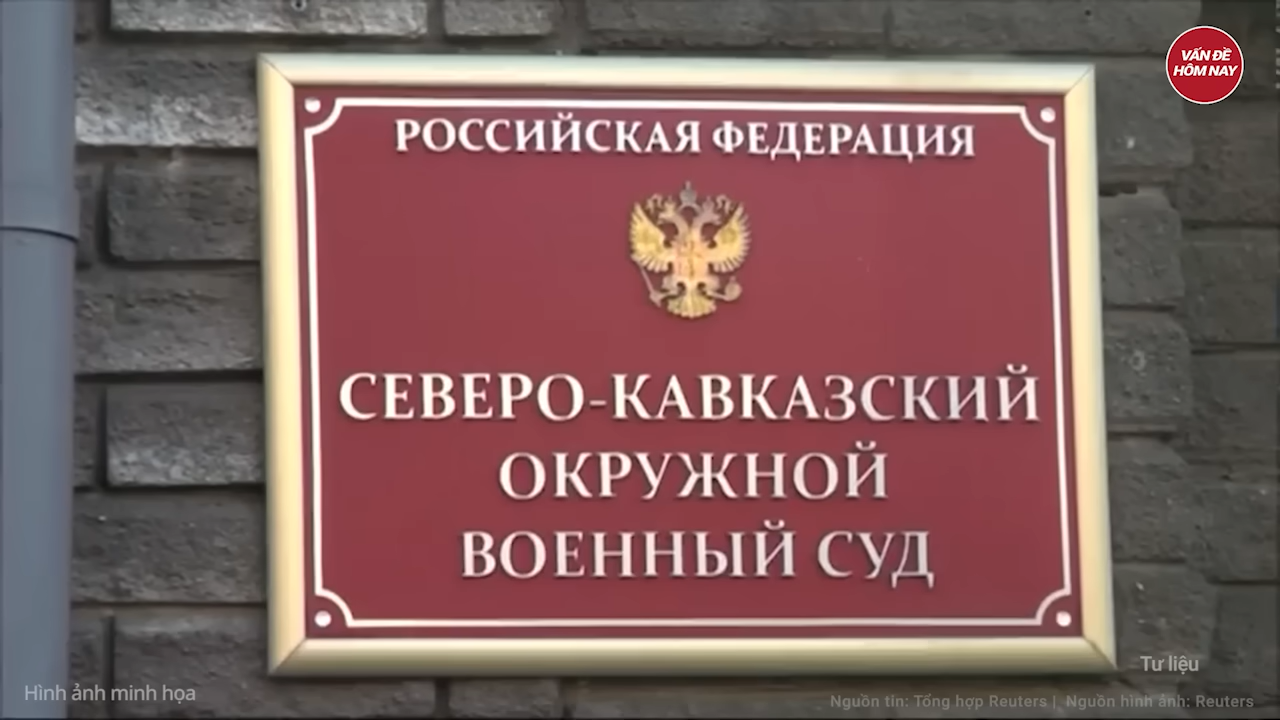 VẤN ĐỀ
HÔM NAY
РОССИЙСКАЯ ФЕДЕРАЦИЯ
СЕВЕРО-КАВКАЗСКИЙ
ОКРУЖНОЙ
ВОЕННЫЙ СУД
Tư liệu
Hình ảnh minh họa
Nguồn tin: Tổng hợp Reuters | Nguồn hình ảnh: Reuters